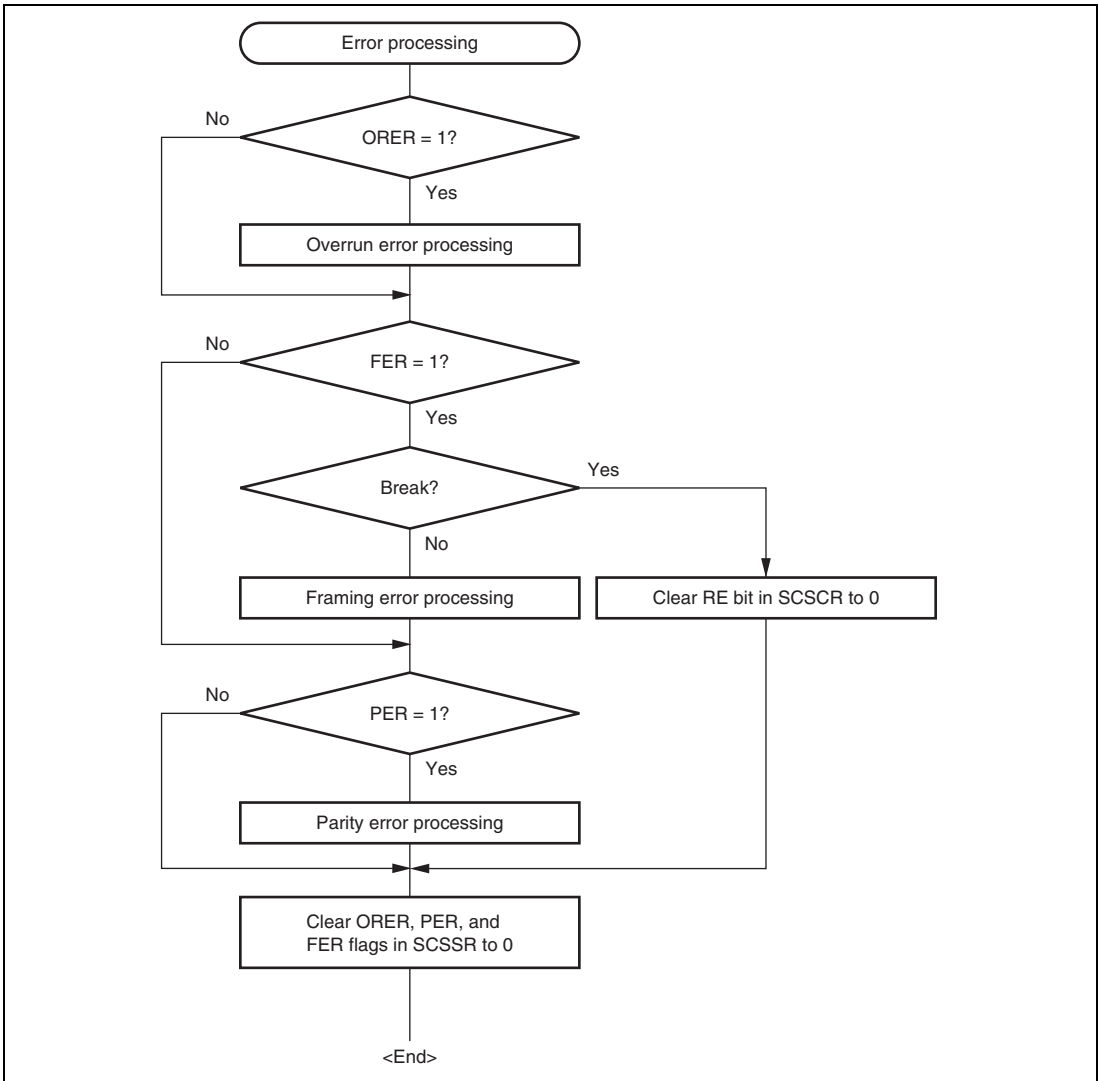 Error processing
No
ORER = 1?
Yes
Overrun error processing
No
FER = 1?
Yes
Break?
Yes
No
Framing error processing
Clear RE bit in SCSCR to 0
No
PER = 1?
Yes
Parity error processing
Clear ORER, PER, and
FER flags in SCSSR to 0
<End>